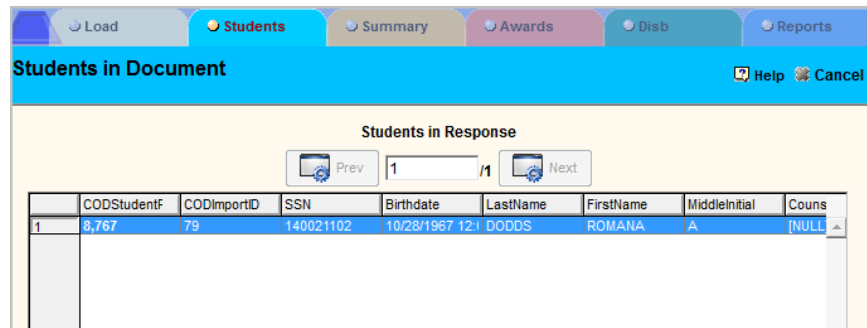 Load Students Summary Awards Disb Reports
Students in Document Help Cancel
Students in Response
Prev 1 /1 Next
CODStudentF CODImportID SSN Birthdate LastName FirstName MiddleInitial Couns
1 8,767 79 140021102 10/28/1967 12:0 DODDS ROMANA A [NULL]